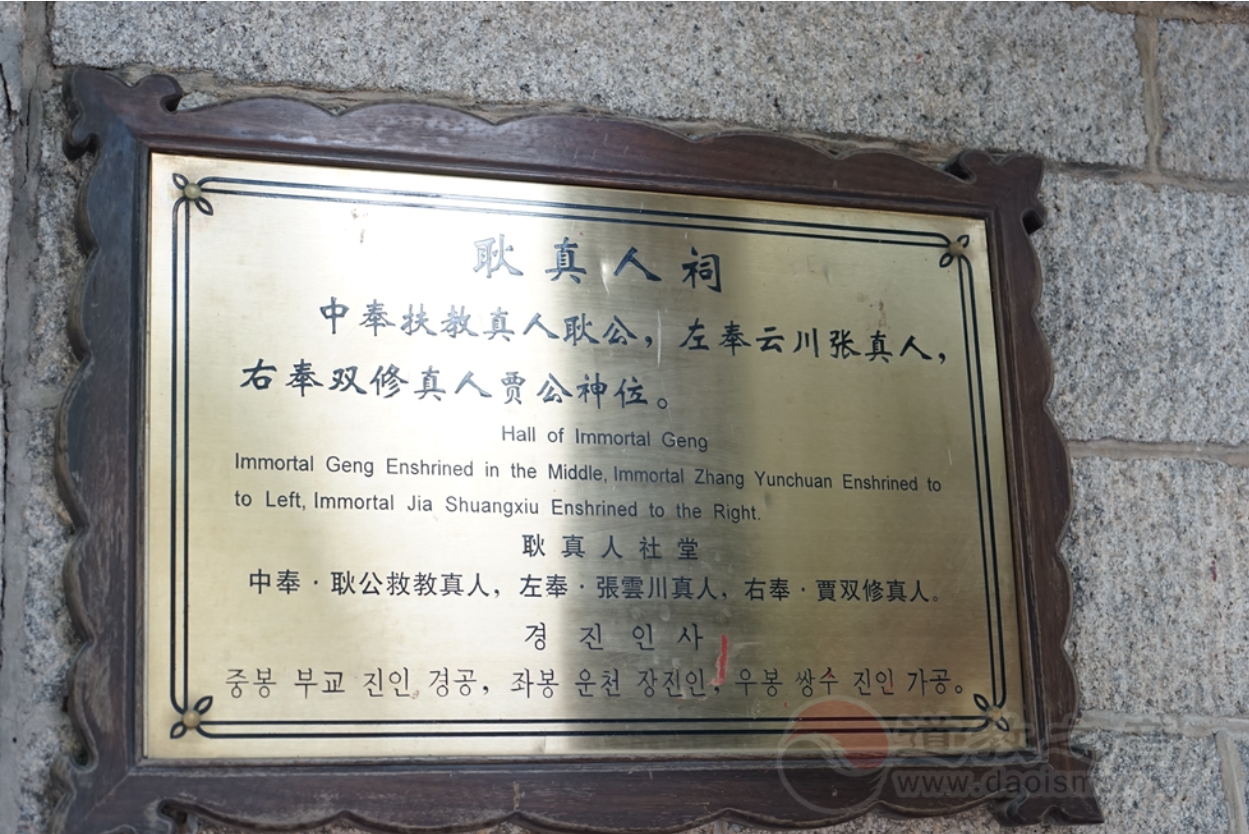 耿真人祠
中奉扶教真人耿公，左奉云川张真人，
右奉双修真人贾公神位。
Hall of Immortal Geng
Immortal Geng Enshrined in the Middle, Immortal Zhang Yunchuan Enshrined to
to Left, Immortal Jia Shuangxiu Enshrined to the Right.
耿真人社堂
中奉·耿公救教真人，左奉·張雲川真人，右奉·賈双修真人。
경진인사
중봉 부교 진인 경공, 좌봉 운천 장진인, 우봉 쌍수 진인 가공。
www.daoism